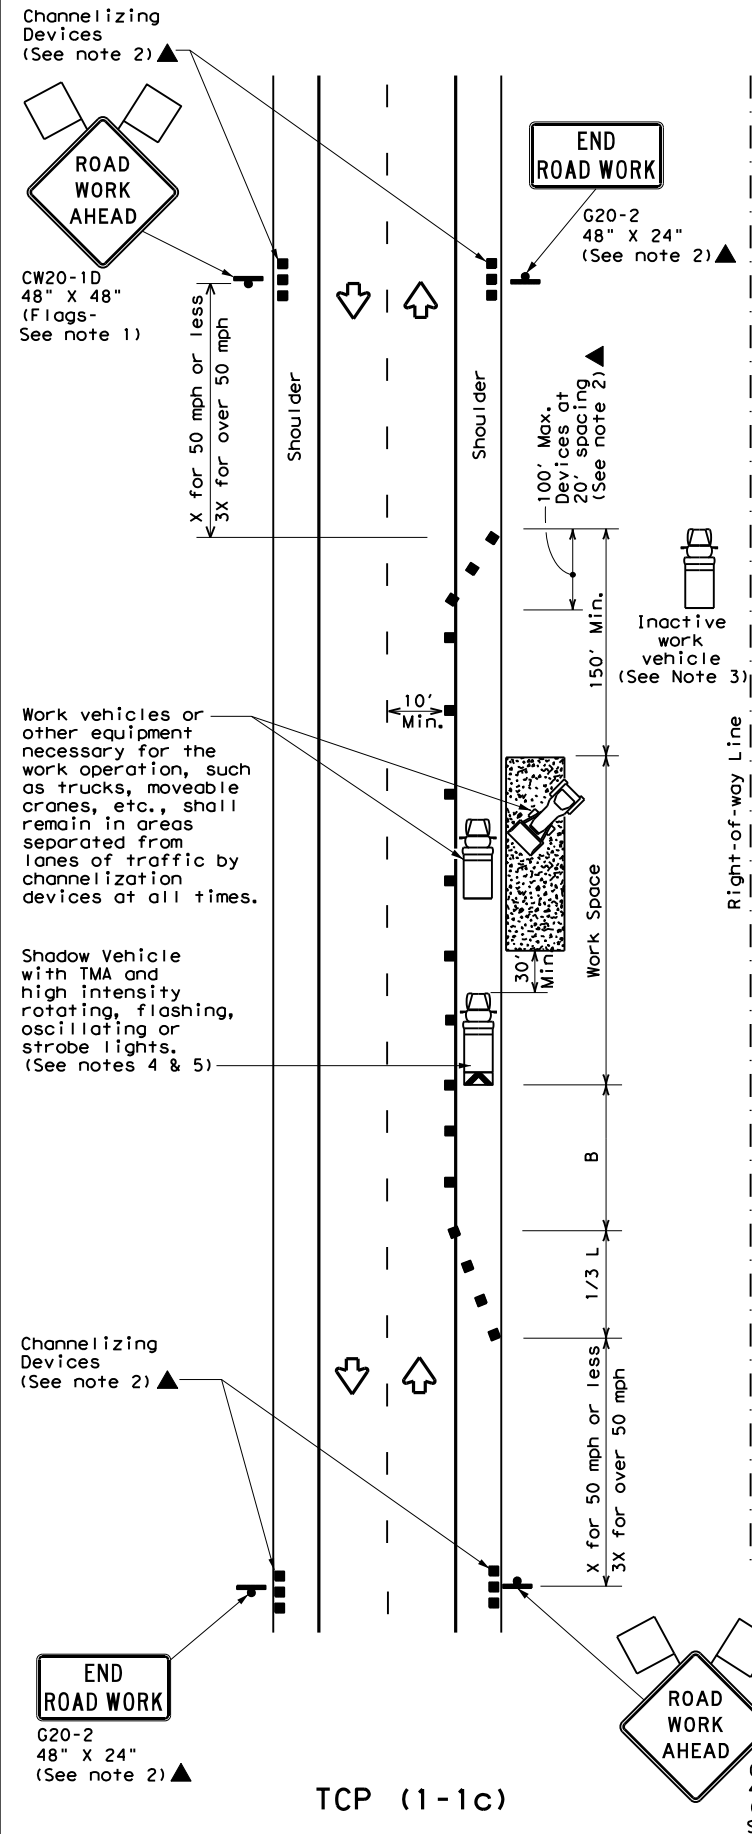 Channelizing
Devices
(See note 2)
ROAD
WORK
AHEAD
CW20-1D
48" X 48"
(Flags-
See note 1)
END
ROAD WORK
G20-2
48" X 24"
(See note 2)
X for 50 mph or less
3X for over 50 mph
Shoulder
Shoulder
100' Max.
Devices at
20' spacing
(See note 2)
150' Min.
Inactive
work
vehicle
(See Note 3)
10'
Min.
Work vehicles or
other equipment
necessary for the
work operation, such
as trucks, moveable
cranes, etc., shall
remain in areas
separated from
lanes of traffic by
channelization
devices at all times.
Right-of-way Line
Work Space
30'
Min.
Shadow Vehicle
with TMA and
high intensity
rotating, flashing,
oscillating or
strobe lights.
(See notes 4 & 5)
B
1/3 L
Channelizing
Devices
(See note 2)
X for 50 mph or less
3X for over 50 mph
END
ROAD WORK
G20-2
48" X 24"
(See note 2)
ROAD
WORK
AHEAD
TCP (1-1c)